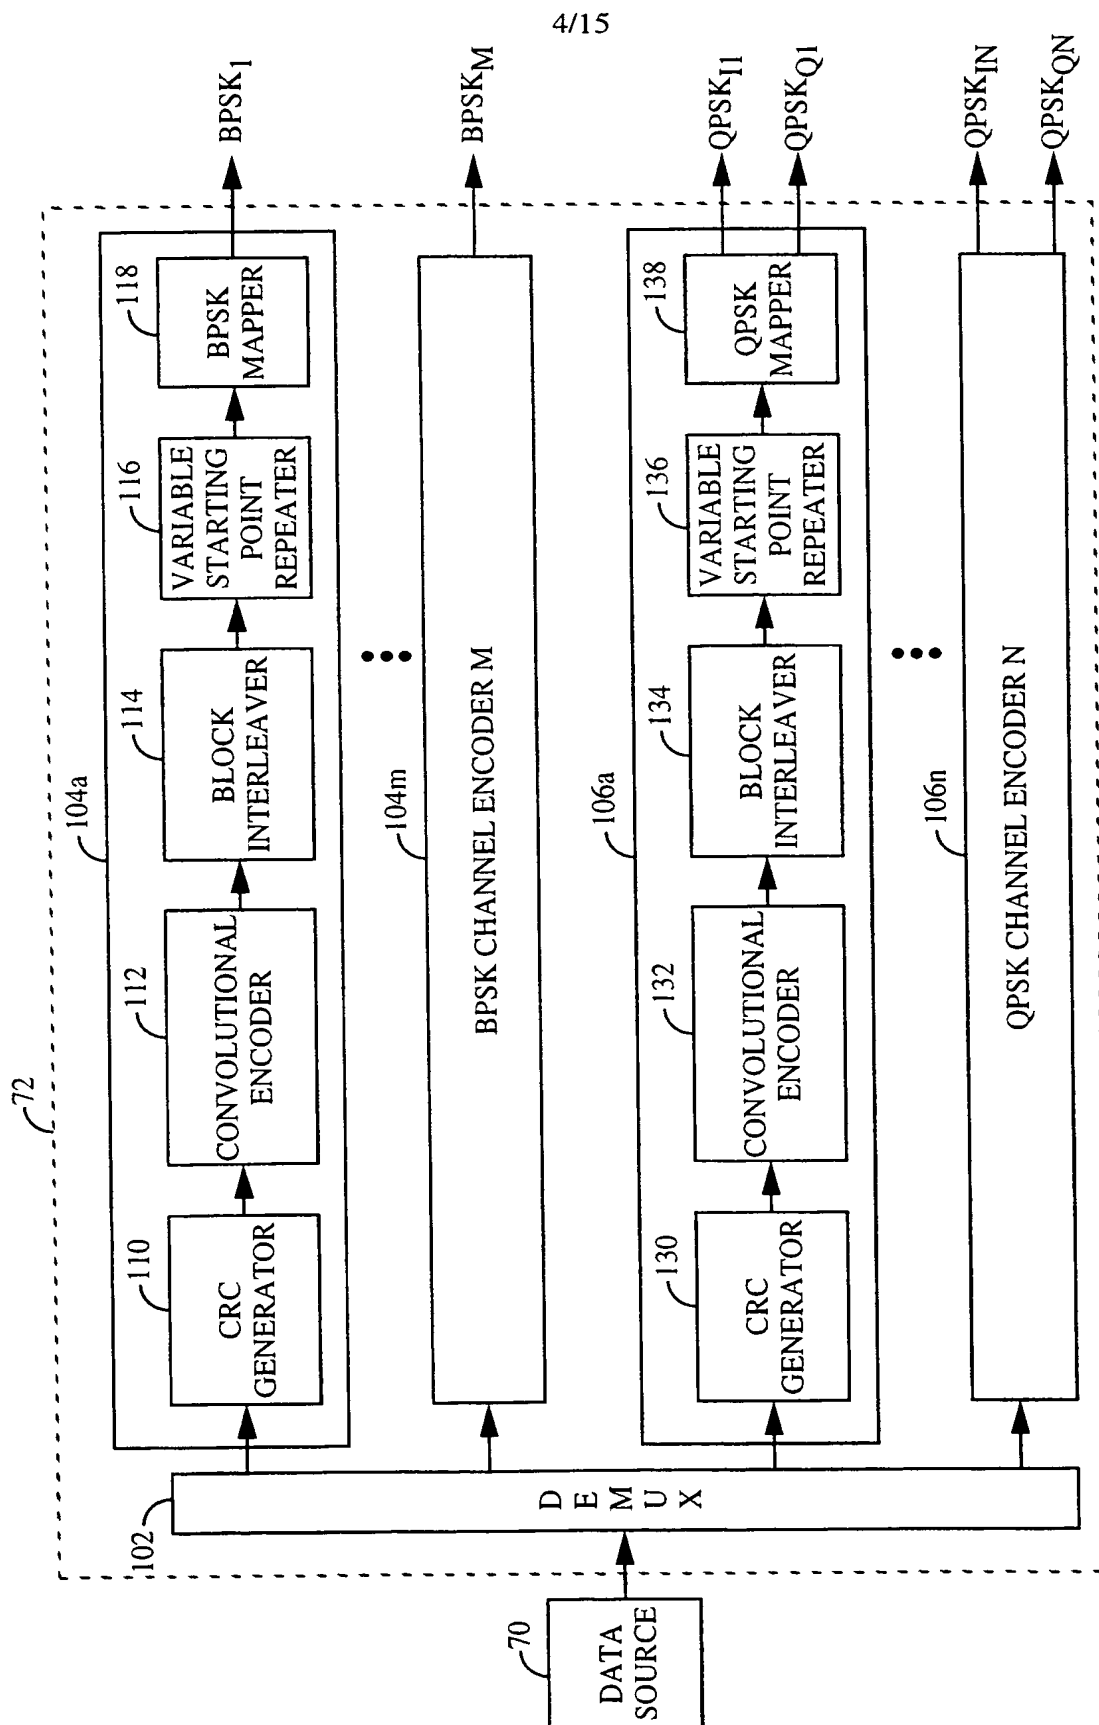 4/15
72
70
DATA
SOURCE
102
D E M U X
104a
110
CRC
GENERATOR
112
CONVOLUTIONAL
ENCODER
114
BLOCK
INTERLEAVER
116
VARIABLE
STARTING
POINT
REPEATER
118
BPSK
MAPPER
BPSK1
104m
BPSK CHANNEL ENCODER M
BPSKM
106a
130
CRC
GENERATOR
132
CONVOLUTIONAL
ENCODER
134
BLOCK
INTERLEAVER
136
VARIABLE
STARTING
POINT
REPEATER
138
QPSK
MAPPER
QPSKI1
QPSKQ1
106n
QPSK CHANNEL ENCODER N
QPSKIN
QPSKQN